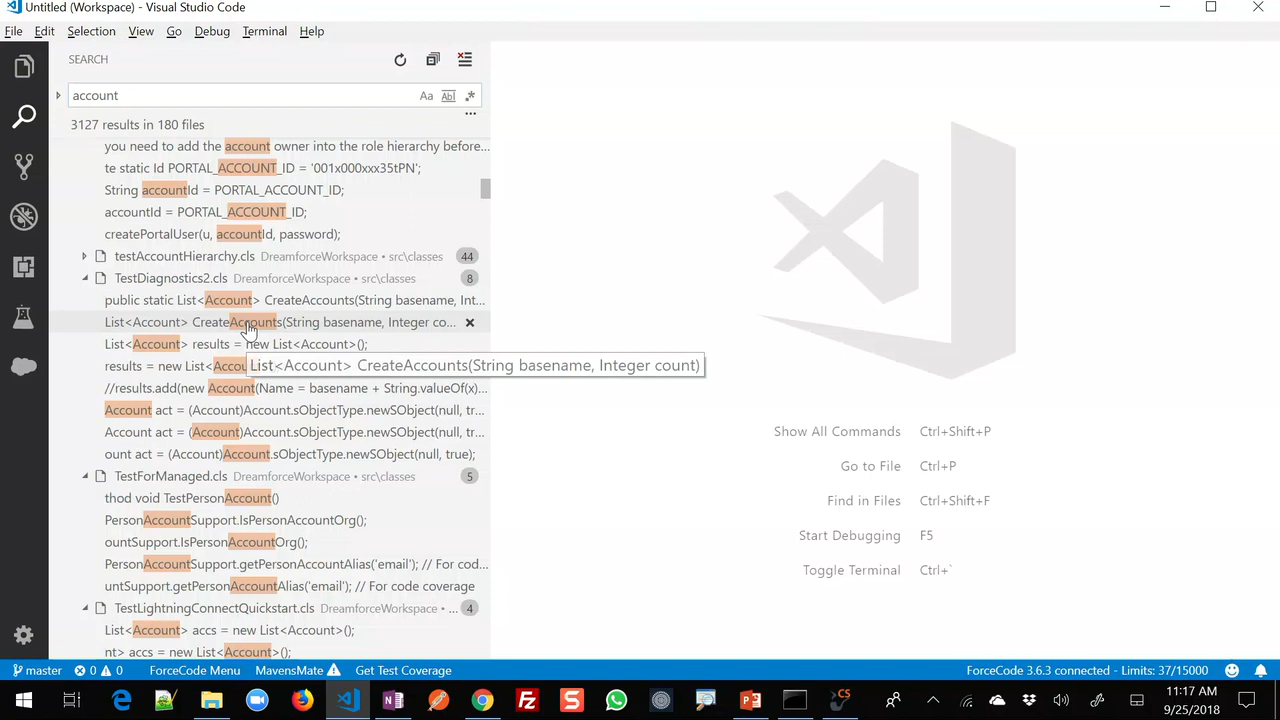 Untitled (Workspace) - Visual Studio Code
File Edit Selection View Go Debug Terminal Help
SEARCH
account Aa Abl .*
...
3127 results in 180 files
you need to add the account owner into the role hierarchy before...
te static Id PORTAL_ACCOUNT_ID = '001x000xxx35tPN';
String accountId = PORTAL_ACCOUNT_ID;
accountId = PORTAL_ACCOUNT_ID;
createPortalUser(u, accountId, password);
testAccountHierarchy.cls DreamforceWorkspace • src\classes 44
TestDiagnostics2.cls DreamforceWorkspace • src\classes 8
public static List<Account> CreateAccounts(String basename, Int...
List<Account> CreateAccounts(String basename, Integer co...
List<Account> results = new List<Account>();
results = new List<Accou
List<Account> CreateAccounts(String basename, Integer count)
//results.add(new Account(Name = basename + String.valueOf(x)...
Account act = (Account)Account.sObjectType.newSObject(null, tr...
Account act = (Account)Account.sObjectType.newSObject(null, tr...
ount act = (Account)Account.sObjectType.newSObject(null, true);
TestForManaged.cls DreamforceWorkspace • src\classes 5
thod void TestPersonAccount()
PersonAccountSupport.IsPersonAccountOrg();
ountSupport.IsPersonAccountOrg();
PersonAccountSupport.getPersonAccountAlias('email'); // For cod...
untSupport.getPersonAccountAlias('email'); // For code coverage
TestLightningConnectQuickstart.cls DreamforceWorkspace • ... 4
List<Account> accs = new List<Account>();
nt> accs = new List<Account>();
Show All Commands Ctrl+Shift+P
Go to File Ctrl+P
Find in Files Ctrl+Shift+F
Start Debugging F5
Toggle Terminal Ctrl+`
master 0 0 ForceCode Menu MavensMate Get Test Coverage ForceCode 3.6.3 connected - Limits: 37/15000
11:17 AM
9/25/2018